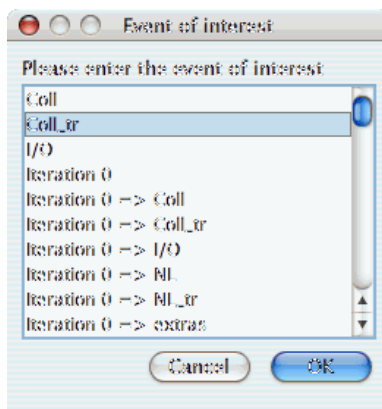 Event of interest
Please enter the event of interest
Coll
Coll_tr
I/O
Iteration 0
Iteration 0 => Coll
Iteration 0 => Coll_tr
Iteration 0 => I/O
Iteration 0 => NL
Iteration 0 => NL_tr
Iteration 0 => extras
Cancel
OK